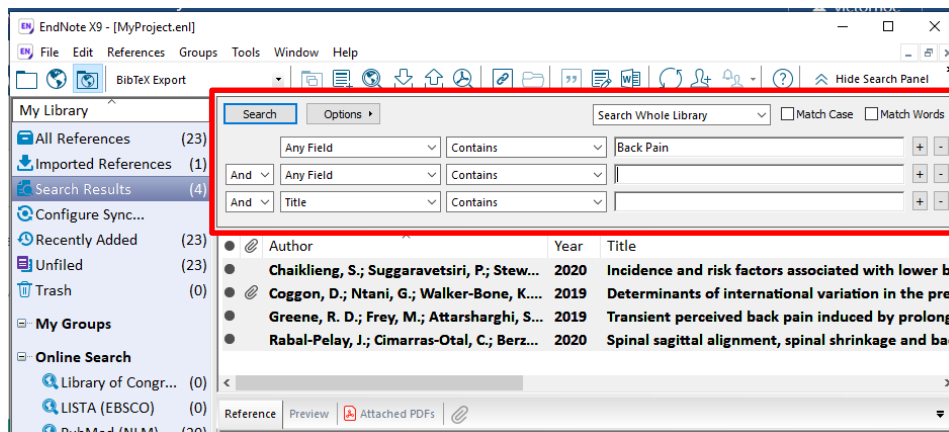 EndNote X9 - [MyProject.enl]
File Edit References Groups Tools Window Help
BibTeX Export
Hide Search Panel
My Library
All References (23)
Imported References (1)
Search Results (4)
Configure Sync...
Recently Added (23)
Unfiled (23)
Trash (0)
My Groups
Online Search
Library of Congr... (0)
LISTA (EBSCO) (0)
Search Options
Search Whole Library Match Case Match Words
Any Field Contains Back Pain + -
And Any Field Contains + -
And Title Contains + -
Author Year Title
Chaiklieng, S.; Suggaravetsiri, P.; Stew... 2020 Incidence and risk factors associated with lower b
Coggon, D.; Ntani, G.; Walker-Bone, K.... 2019 Determinants of international variation in the pre
Greene, R. D.; Frey, M.; Attarsharghi, S... 2019 Transient perceived back pain induced by prolong
Rabal-Pelay, J.; Cimarras-Otal, C.; Berz... 2020 Spinal sagittal alignment, spinal shrinkage and ba
Reference Preview Attached PDFs